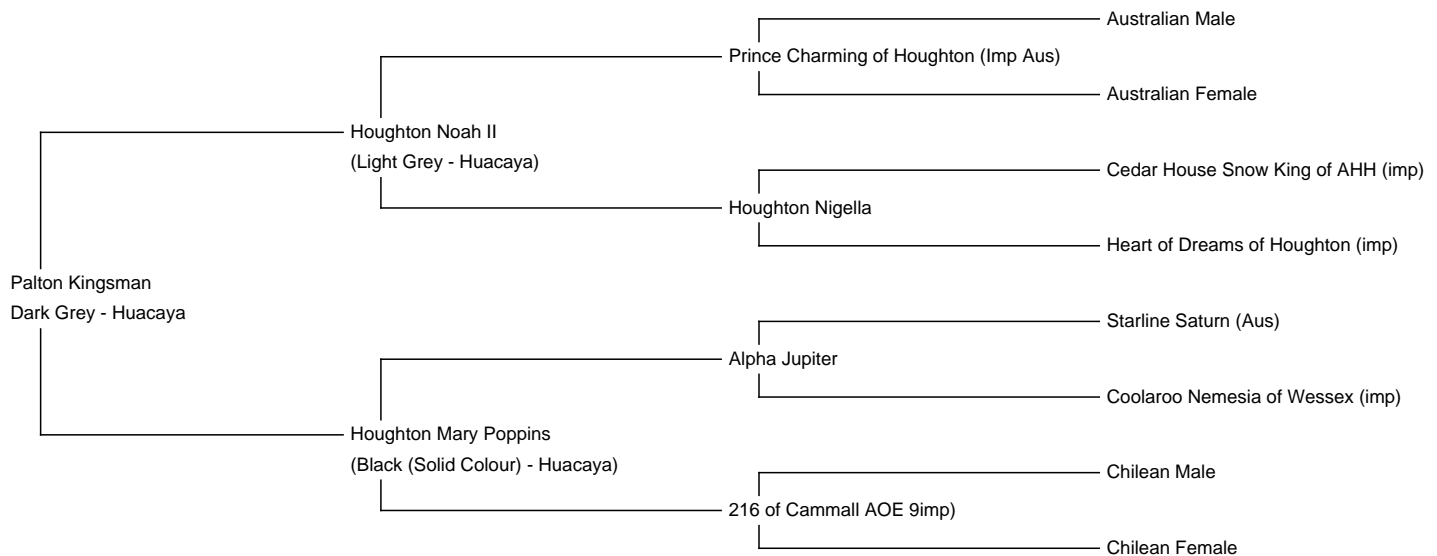 Australian Male
Prince Charming of Houghton (Imp Aus)
Australian Female
Houghton Noah II
(Light Grey - Huacaya)
Cedar House Snow King of AHH (imp)
Houghton Nigella
Heart of Dreams of Houghton (imp)
Palton Kingsman
Dark Grey - Huacaya
Starline Saturn (Aus)
Alpha Jupiter
Coolaroo Nemesia of Wessex (imp)
Houghton Mary Poppins
(Black (Solid Colour) - Huacaya)
Chilean Male
216 of Cammall AOE 9imp)
Chilean Female